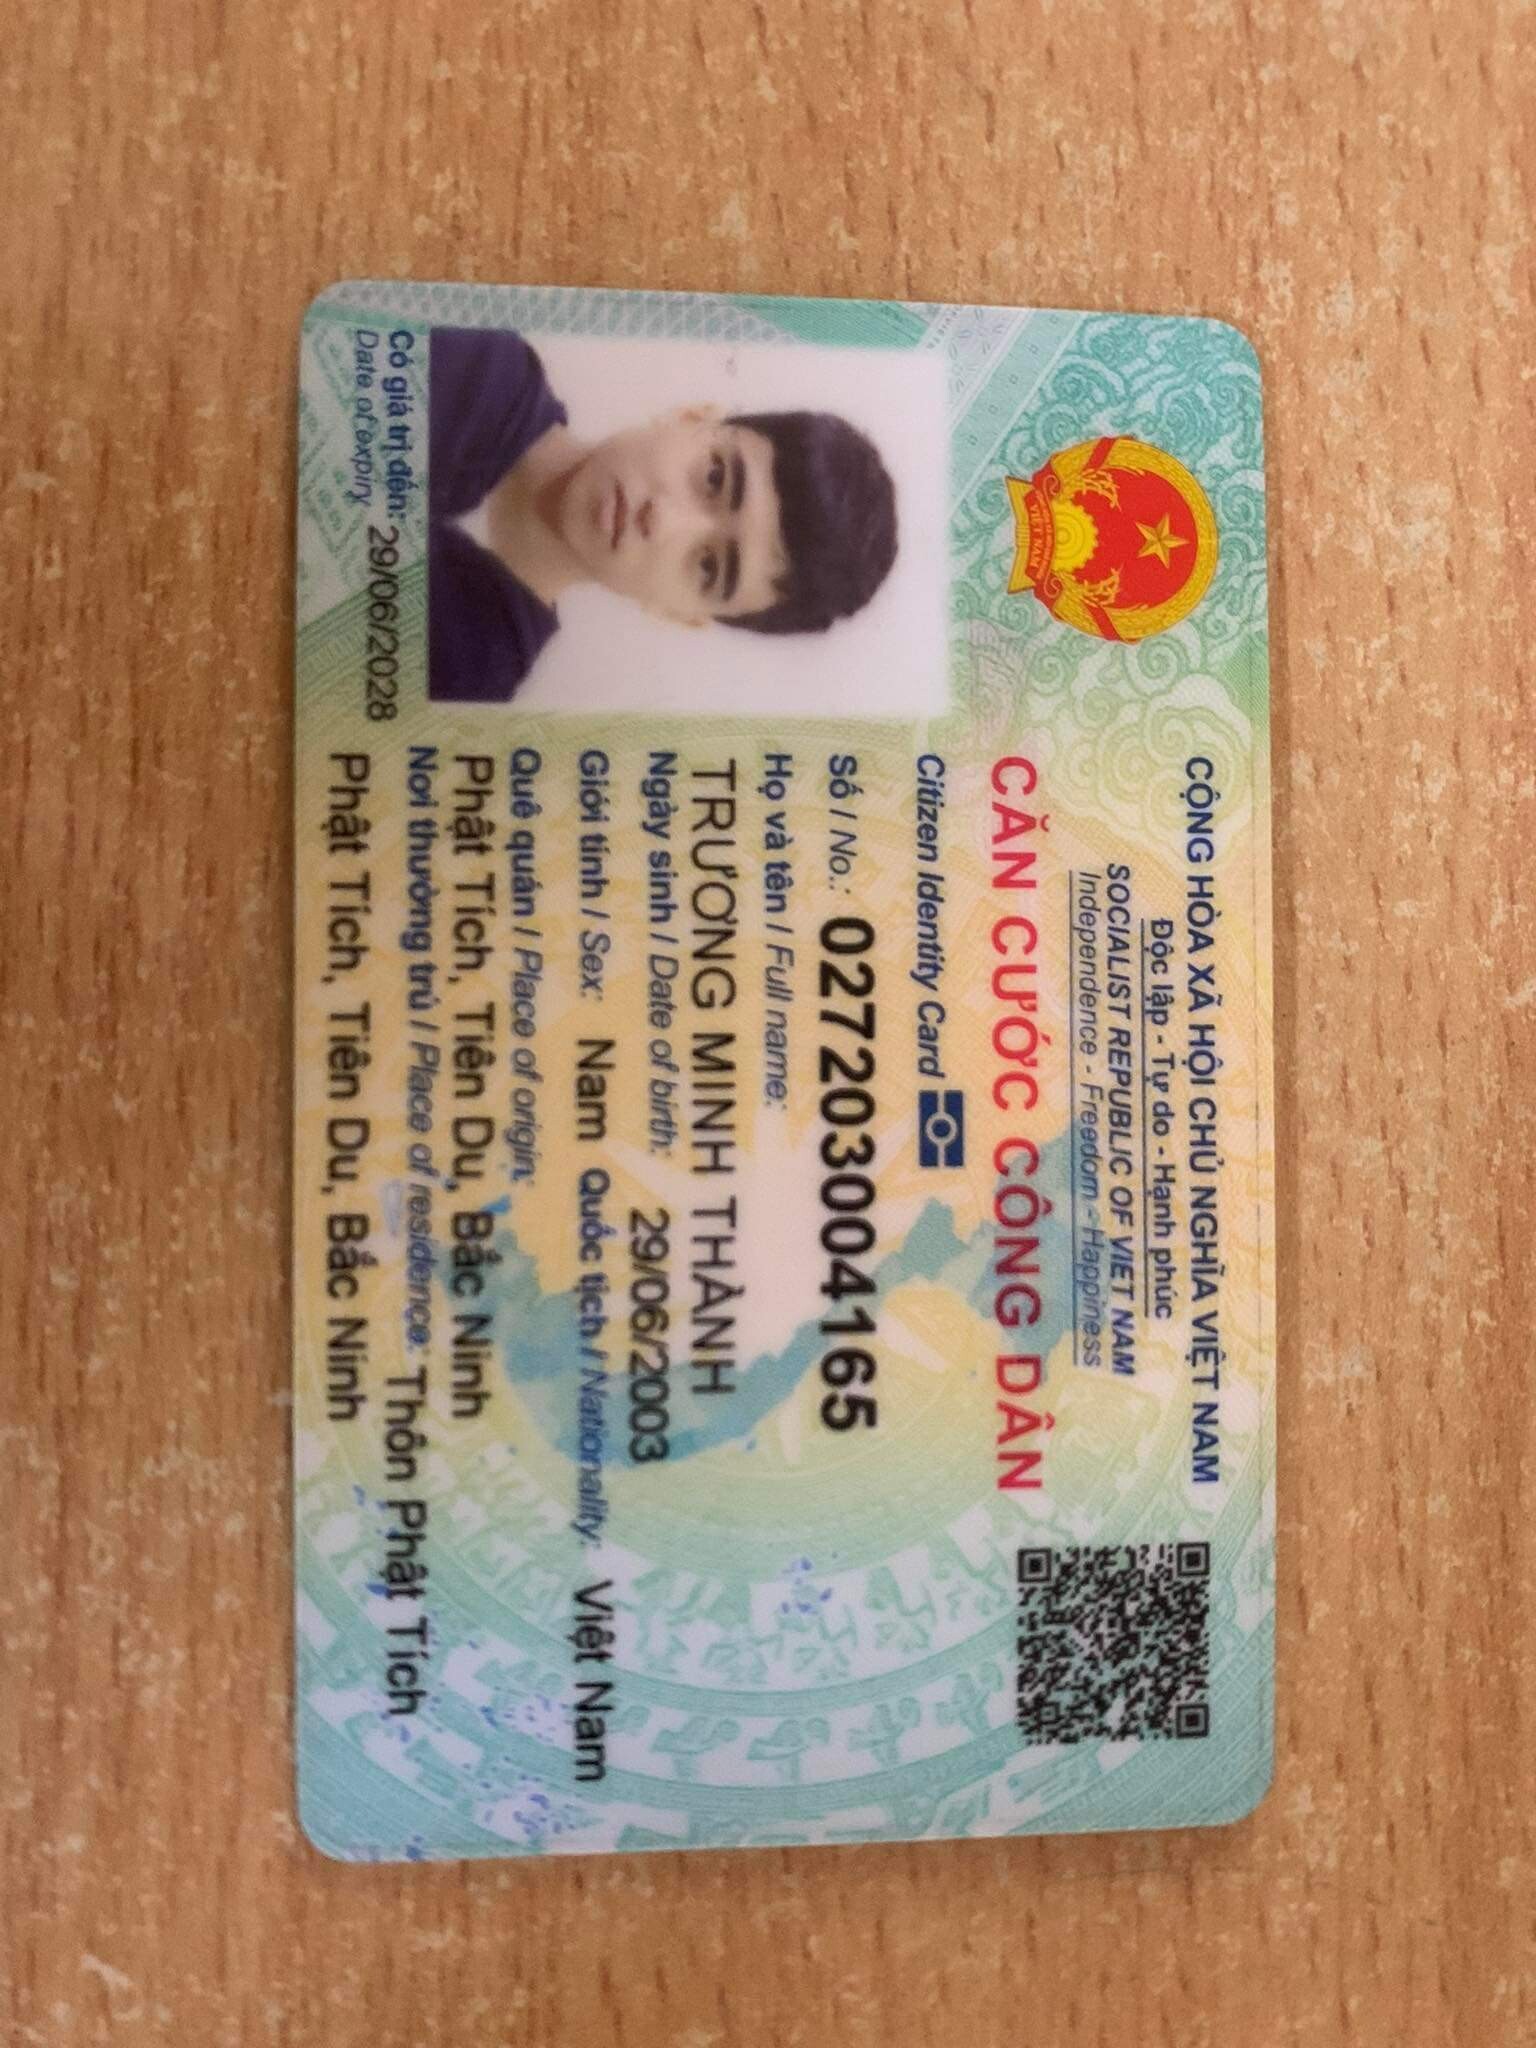 CỘNG HÒA XÃ HỘI CHỦ NGHĨA VIỆT NAM
Độc lập - Tự do - Hạnh phúc
SOCIALIST REPUBLIC OF VIET NAM
Independence - Freedom - Happiness
CĂN CƯỚC CÔNG DÂN
Citizen Identity Card
Số / No.: 027203004165
Họ và tên / Full name:
TRƯƠNG MINH THÀNH
Ngày sinh / Date of birth: 29/06/2003
Giới tính / Sex: Nam Quốc tịch / Nationality: Việt Nam
Quê quán / Place of origin:
Phật Tích, Tiên Du, Bắc Ninh
Nơi thường trú / Place of residence: Thôn Phật Tích
Phật Tích, Tiên Du, Bắc Ninh
Có giá trị đến: 29/06/2028
Date of expiry
VIỆT NAM